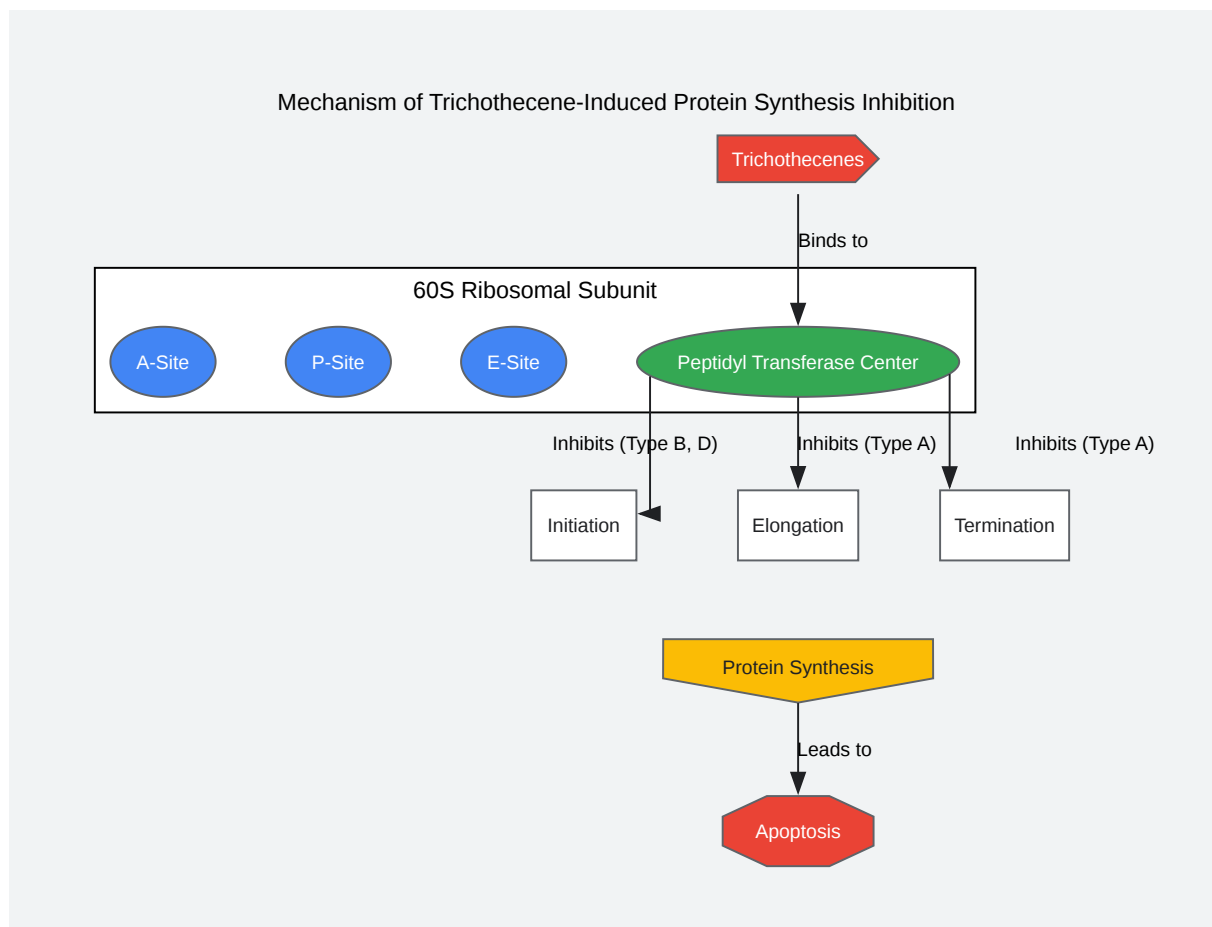 Mechanism of Trichothecene-Induced Protein Synthesis Inhibition
Trichothecenes
Binds to
60S Ribosomal Subunit
A-Site
P-Site
E-Site
Peptidyl Transferase Center
Inhibits (Type B, D)
Inhibits (Type A)
Inhibits (Type A)
Initiation
Elongation
Termination
Protein Synthesis
Leads to
Apoptosis